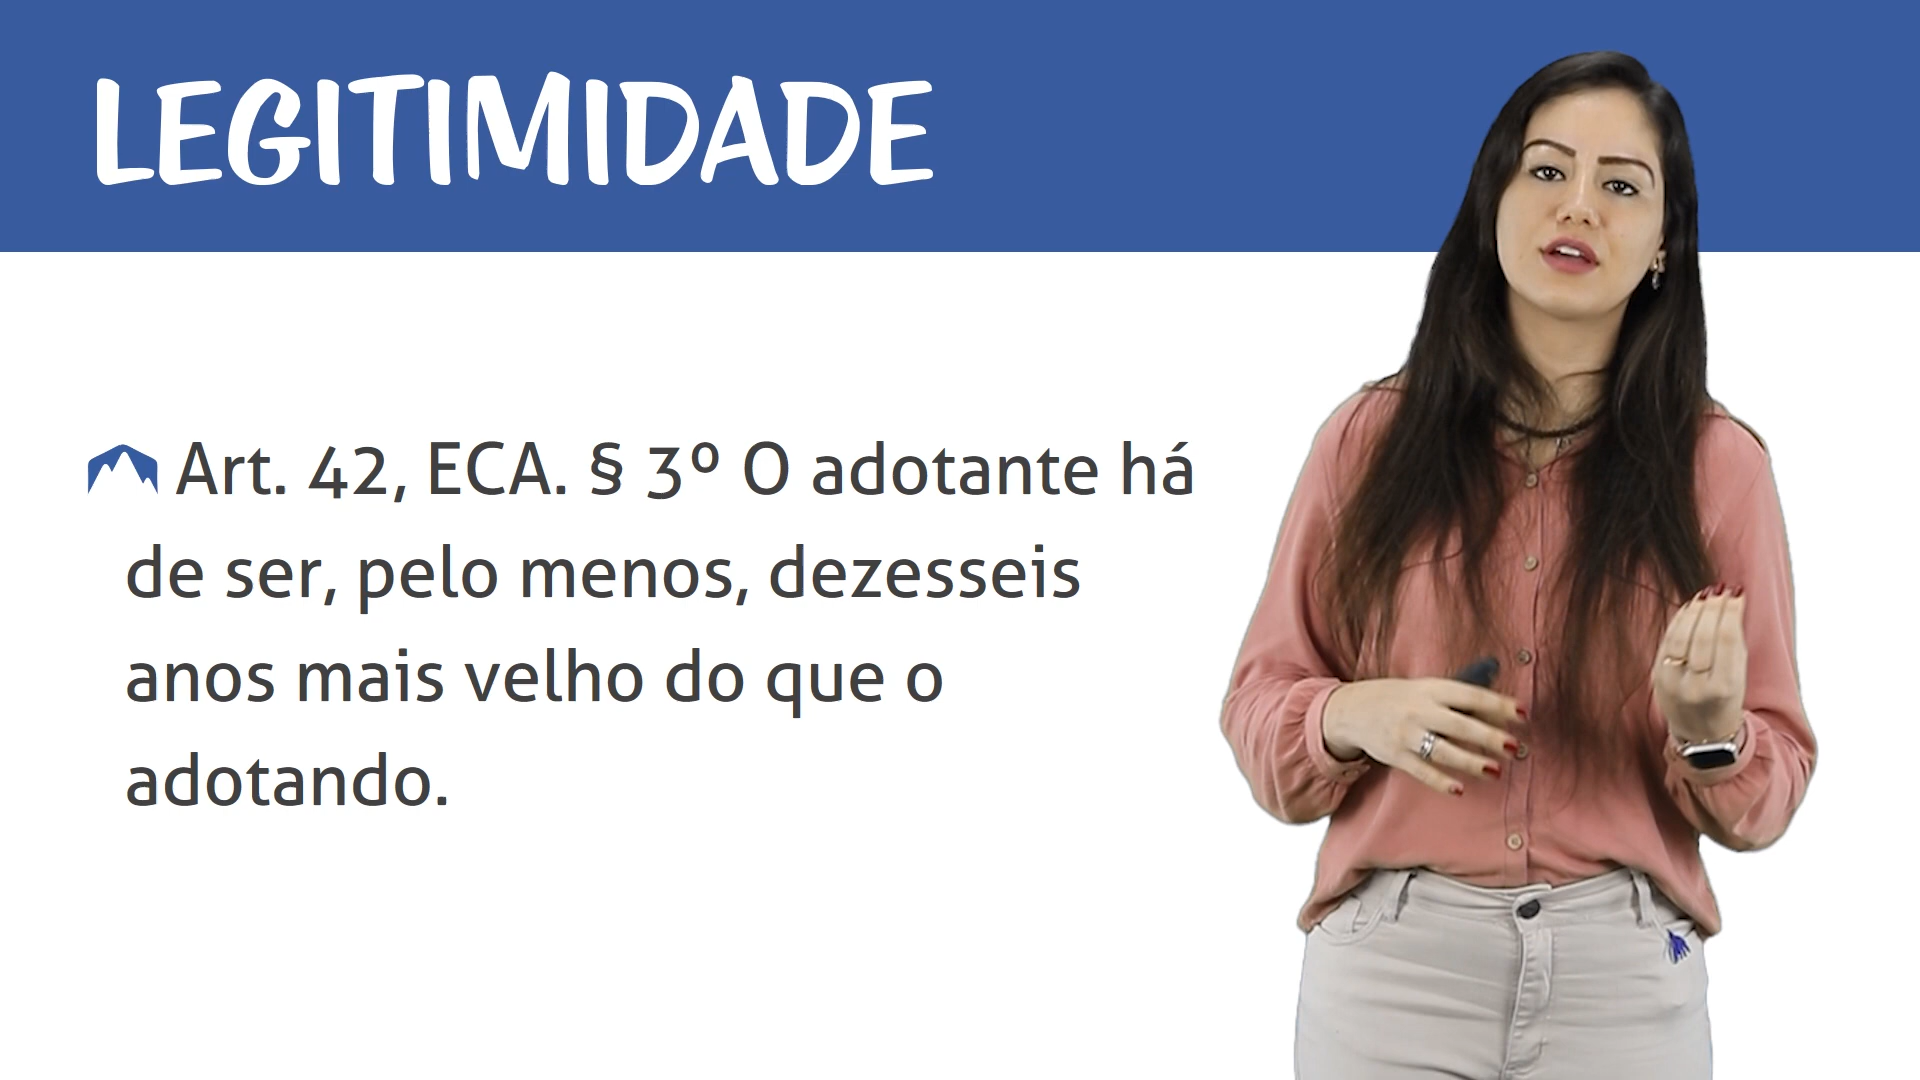 LEGITIMIDADE
Art. 42, ECA. § 3º O adotante há
de ser, pelo menos, dezesseis
anos mais velho do que o
adotando.